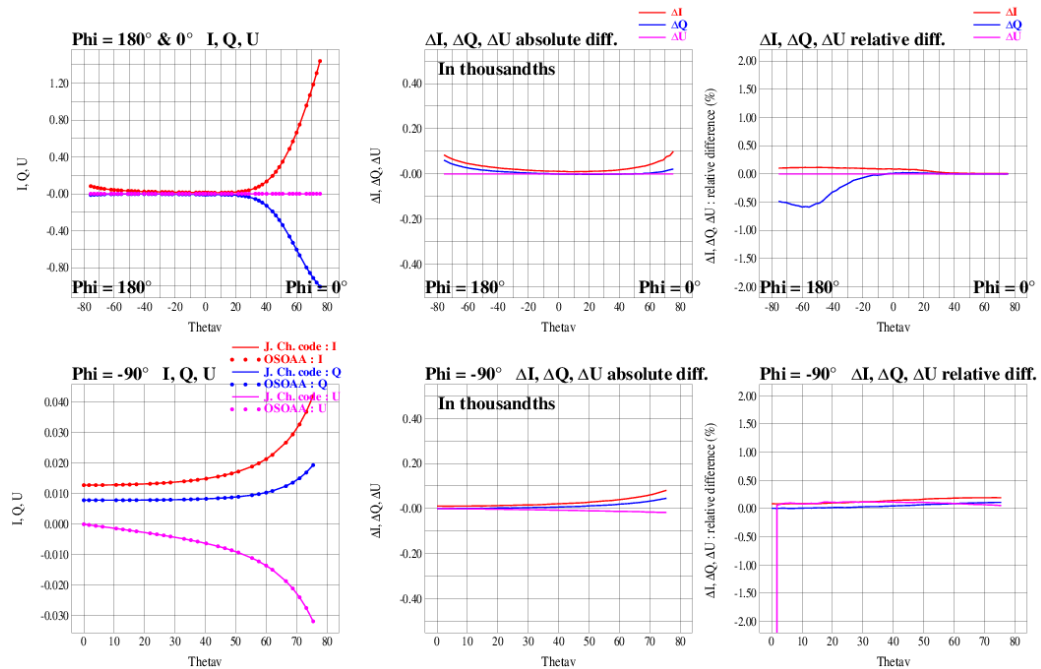 ΔI
ΔQ
ΔU
ΔI
ΔQ
ΔU
Phi = 180° & 0° I, Q, U
ΔI, ΔQ, ΔU absolute diff.
ΔI, ΔQ, ΔU relative diff.
I, Q, U
1.20
0.80
0.40
-0.00
-0.40
-0.80
Phi = 180°
Phi = 0°
-80 -60 -40 -20 0 20 40 60 80
Thetav
ΔI, ΔQ, ΔU
In thousandths
0.40
0.20
-0.00
-0.20
-0.40
Phi = 180°
Phi = 0°
-80 -60 -40 -20 0 20 40 60 80
Thetav
ΔI, ΔQ, ΔU : relative difference (%)
2.00
1.50
1.00
0.50
0.00
-0.50
-1.00
-1.50
-2.00
Phi = 180°
Phi = 0°
-80 -60 -40 -20 0 20 40 60 80
Thetav
J. Ch. code : I
OSOAA : I
J. Ch. code : Q
OSOAA : Q
J. Ch. code : U
OSOAA : U
Phi = -90° I, Q, U
Phi = -90° ΔI, ΔQ, ΔU absolute diff.
Phi = -90° ΔI, ΔQ, ΔU relative diff.
I, Q, U
0.040
0.030
0.020
0.010
0.000
-0.010
-0.020
-0.030
0 10 20 30 40 50 60 70 80
Thetav
ΔI, ΔQ, ΔU
In thousandths
0.40
0.20
-0.00
-0.20
-0.40
0 10 20 30 40 50 60 70 80
Thetav
ΔI, ΔQ, ΔU : relative difference (%)
2.00
1.50
1.00
0.50
0.00
-0.50
-1.00
-1.50
-2.00
0 10 20 30 40 50 60 70 80
Thetav